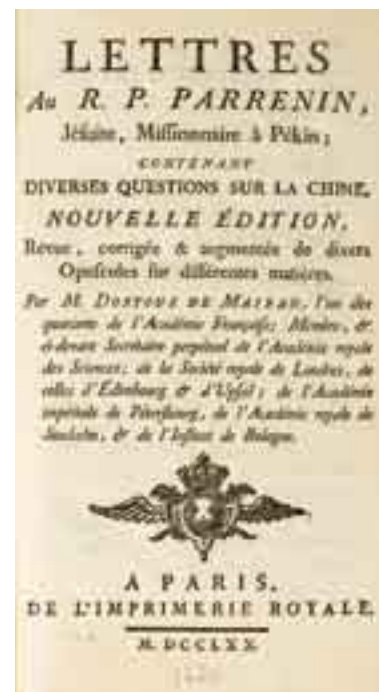 LETTRES
Au R. P. PARRENIN,
Jésuite, Missionnaire à Pékin;
CONTENANT
DIVERSES QUESTIONS SUR LA CHINE.
NOUVELLE ÉDITION,
Revue, corrigée & augmentée de divers
Opuscules sur différentes matières.
Par M. DORTOUS DE MAIRAN, l'un des
quarante de l'Académie Françoise; Membre, &
ci-devant Secrétaire perpétuel de l'Académie royale
des Sciences; de la Société royale de Londres, de
celles d'Edinbourg & d'Upsal; de l'Académie
impériale de Pétersbourg, de l'Académie royale de
& de l'Institut de Bologne.
A PARIS,
DE L'IMPRIMERIE ROYALE.
M. DCCLXX.